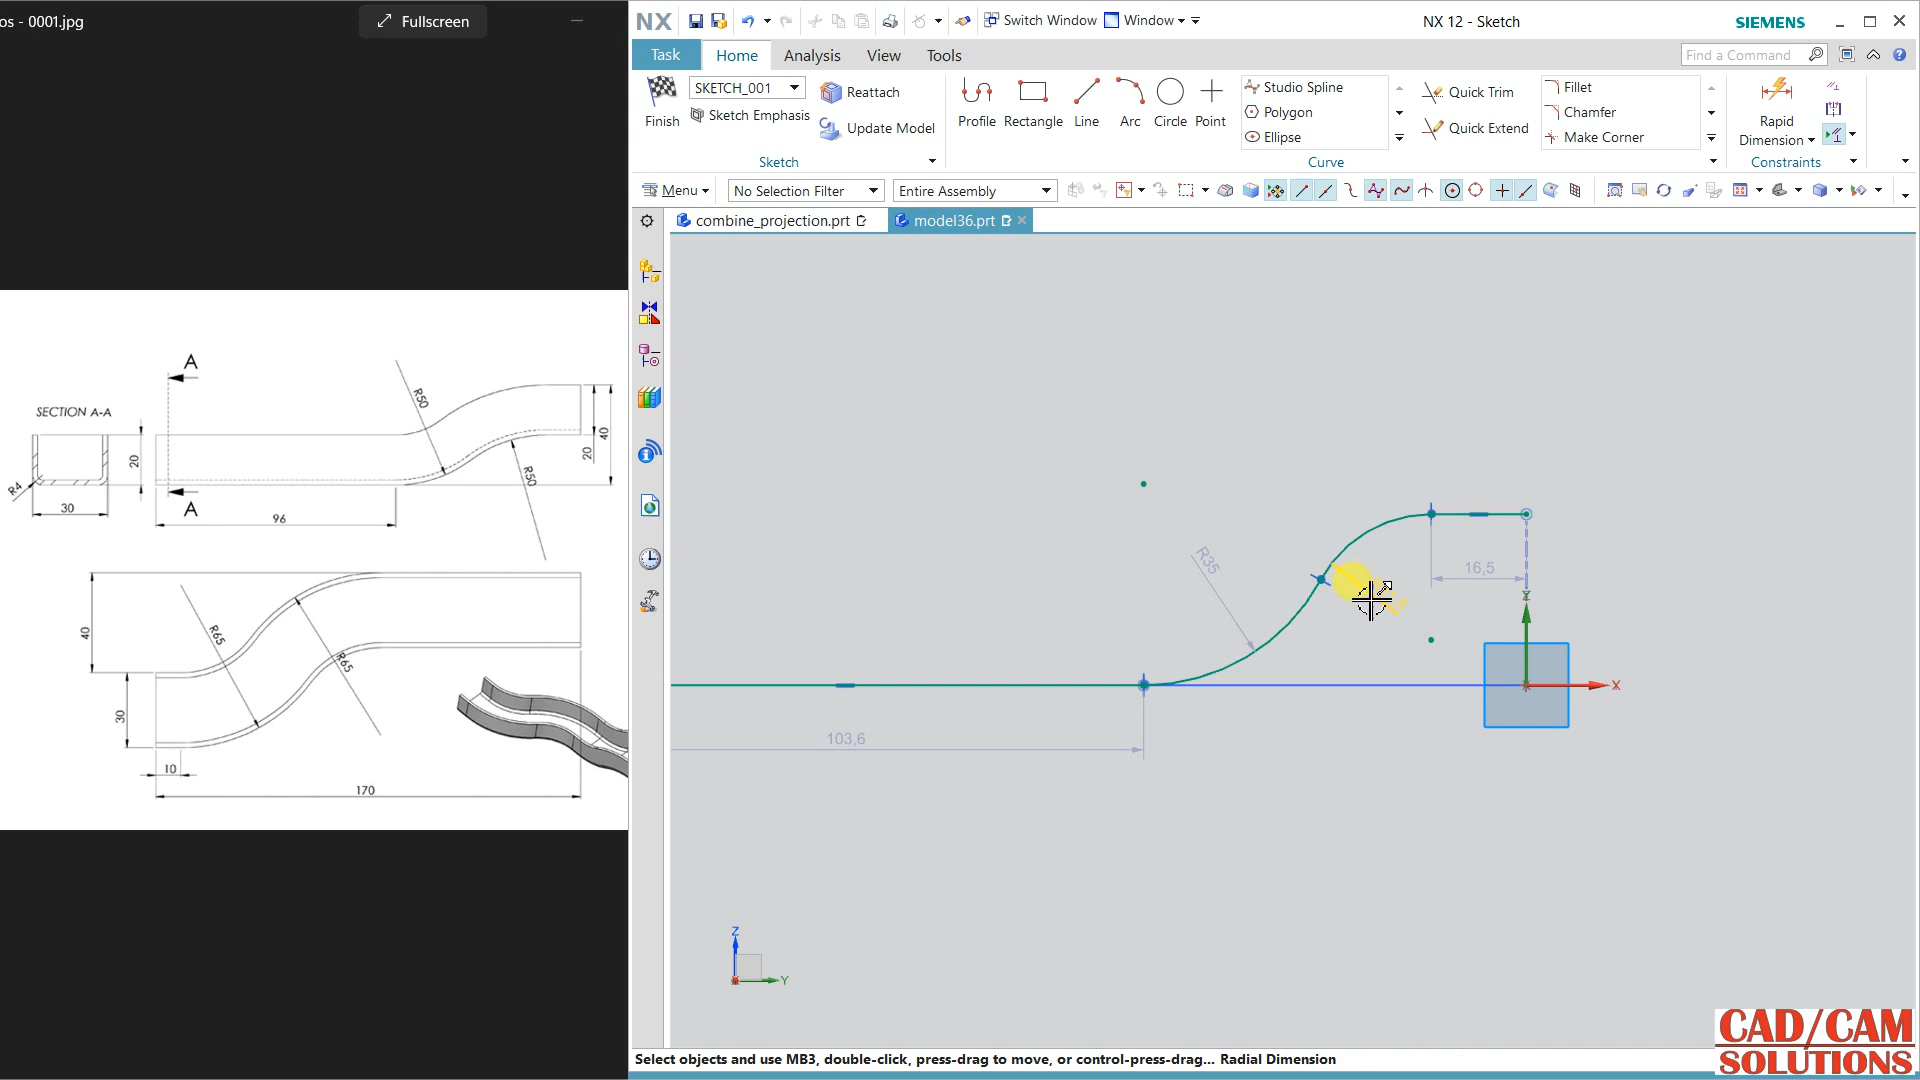 os - 0001.jpg
Fullscreen
NX
Switch Window
Window
NX 12 - Sketch
SIEMENS
Task
Home
Analysis
View
Tools
Find a Command
Finish
SKETCH_001
Sketch Emphasis
Reattach
Update Model
Sketch
Profile
Rectangle
Line
Arc
Circle
Point
Studio Spline
Polygon
Ellipse
Quick Trim
Quick Extend
Fillet
Chamfer
Make Corner
Curve
Rapid
Dimension
Constraints
Menu
No Selection Filter
Entire Assembly
combine_projection.prt
model36.prt
A
SECTION A-A
R50
20
40
20
R4
R50
30
A
96
40
R65
R65
30
10
170
R35
16,5
103,6
Y
X
Z
Y
Select objects and use MB3, double-click, press-drag to move, or control-press-drag... Radial Dimension
CAD/CAM
SOLUTIONS